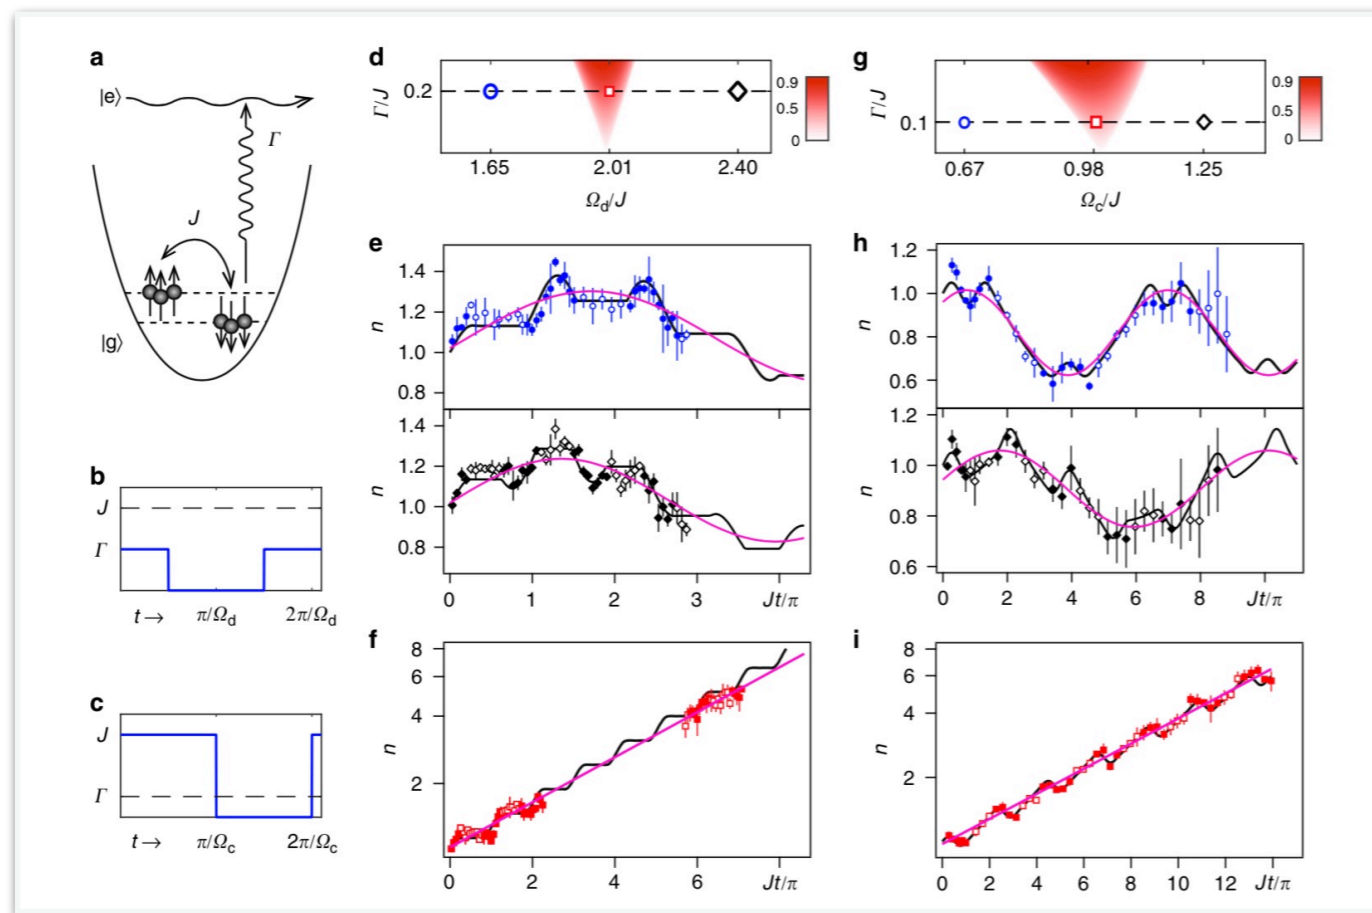 a
|e⟩
Γ
J
|g⟩
b
J
Γ
t → π/Ω_d 2π/Ω_d
c
J
Γ
t → π/Ω_c 2π/Ω_c
d
Γ/J
0.2
0.9
0.5
0
1.65 2.01 2.40
Ω_d/J
e
n
1.4
1.2
1.0
0.8
n
1.4
1.2
1.0
0.8
0 1 2 3 Jt/π
f
n
8
6
4
2
0 2 4 6 Jt/π
g
Γ/J
0.1
0.9
0.5
0
0.67 0.98 1.25
Ω_c/J
h
n
1.2
1.0
0.8
0.6
n
1.2
1.0
0.8
0.6
0 2 4 6 8 Jt/π
i
n
8
6
4
2
0 2 4 6 8 10 12 Jt/π